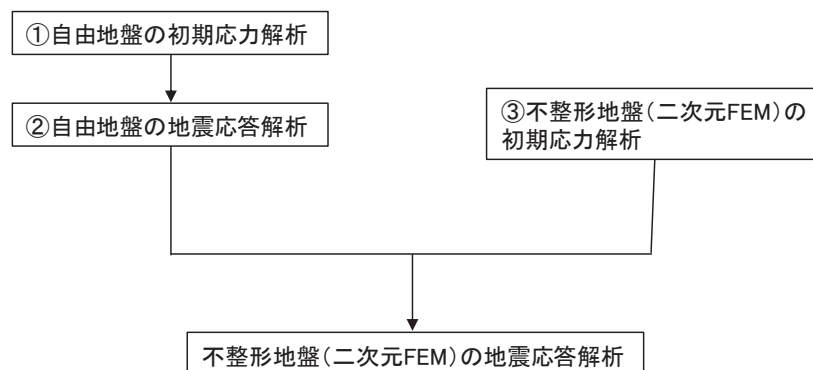 ①自由地盤の初期応力解析
②自由地盤の地震応答解析
③不整形地盤(二次元FEM)の
初期応力解析
不整形地盤(二次元FEM)の地震応答解析